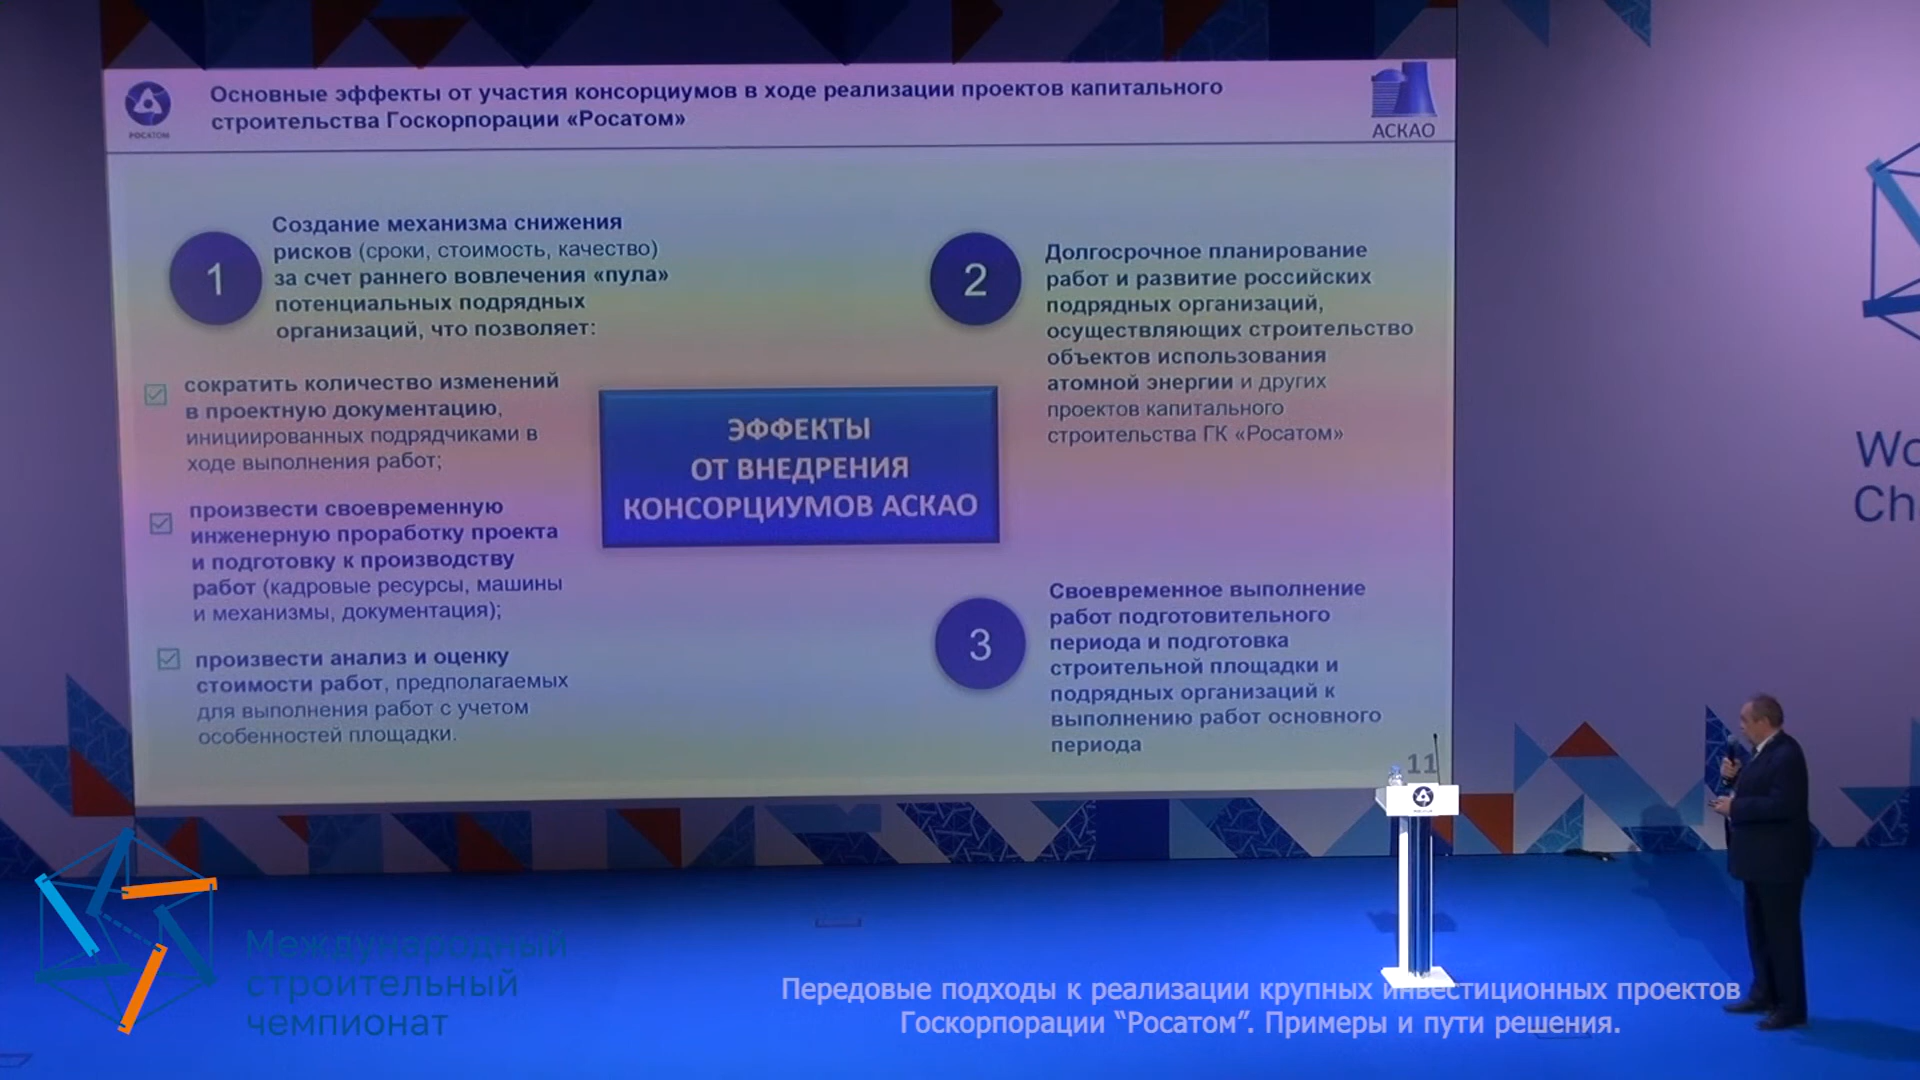 РОСАТОМ
Основные эффекты от участия консорциумов в ходе реализации проектов капитального
строительства Госкорпорации «Росатом»
АСКАО
1
Создание механизма снижения
рисков (сроки, стоимость, качество)
за счет раннего вовлечения «пула»
потенциальных подрядных
организаций, что позволяет:
сократить количество изменений
в проектную документацию,
инициированных подрядчиками в
ходе выполнения работ;
произвести своевременную
инженерную проработку проекта
и подготовку к производству
работ (кадровые ресурсы, машины
и механизмы, документация);
произвести анализ и оценку
стоимости работ, предполагаемых
для выполнения работ с учетом
особенностей площадки.
ЭФФЕКТЫ
ОТ ВНЕДРЕНИЯ
КОНСОРЦИУМОВ АСКАО
2
Долгосрочное планирование
работ и развитие российских
подрядных организаций,
осуществляющих строительство
объектов использования
атомной энергии и других
проектов капитального
строительства ГК «Росатом»
3
Своевременное выполнение
работ подготовительного
периода и подготовка
строительной площадки и
подрядных организаций к
выполнению работ основного
периода
11
Wo
Ch
Международный
строительный
чемпионат
Передовые подходы к реализации крупных инвестиционных проектов
Госкорпорации “Росатом”. Примеры и пути решения.